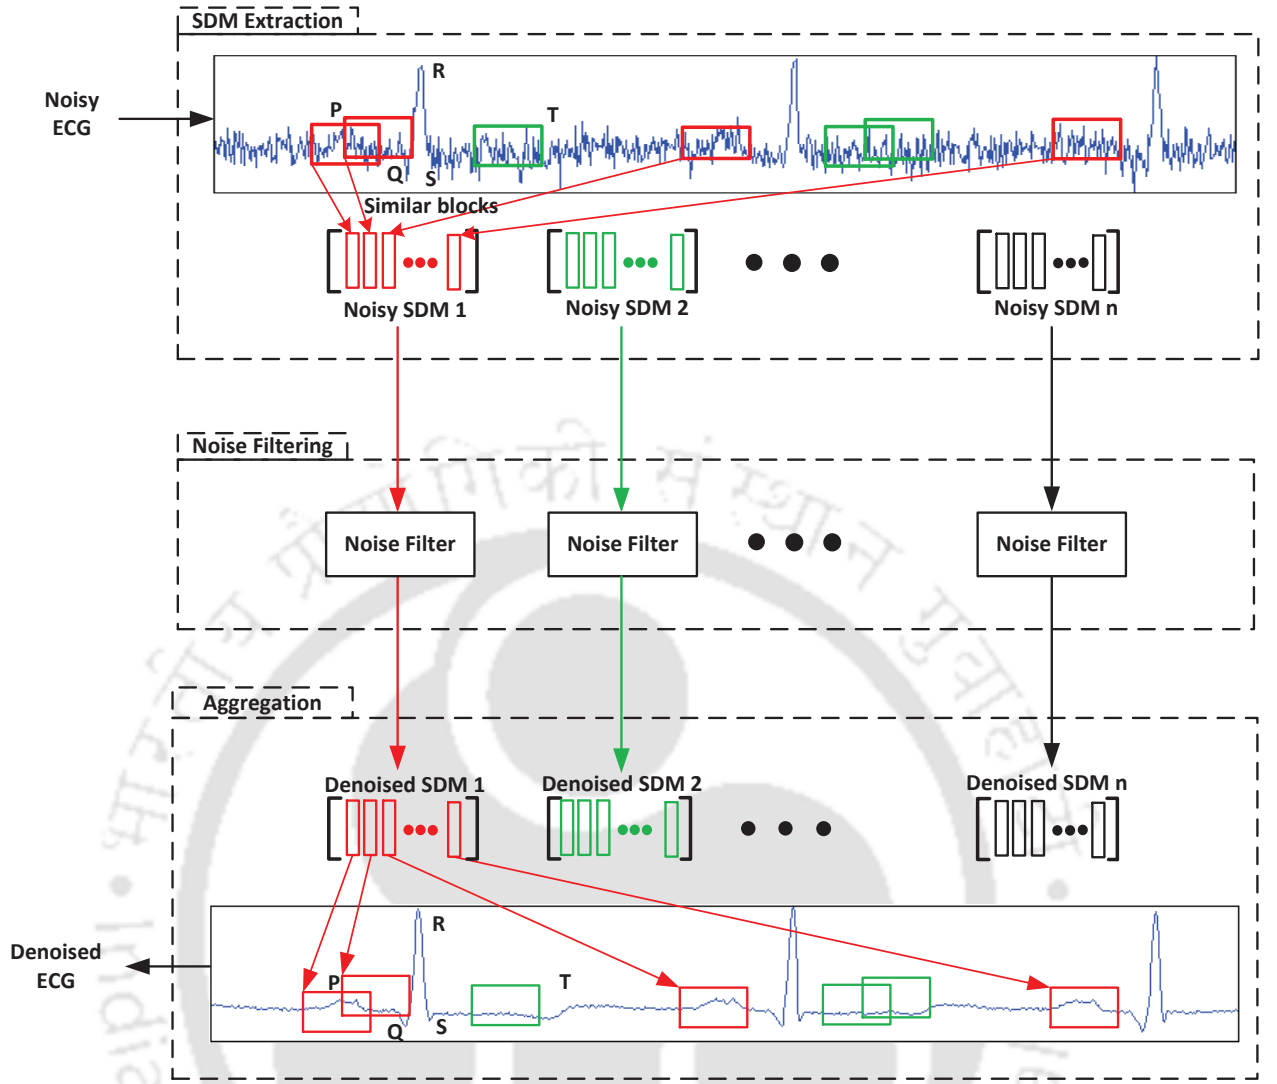 SDM Extraction
Noisy
ECG
P
R
T
Q
S
Similar blocks
Noisy SDM 1
Noisy SDM 2
Noisy SDM n
Noise Filtering
Noise Filter
Noise Filter
Noise Filter
Aggregation
Denoised SDM 1
Denoised SDM 2
Denoised SDM n
Denoised
ECG
P
R
T
Q
S